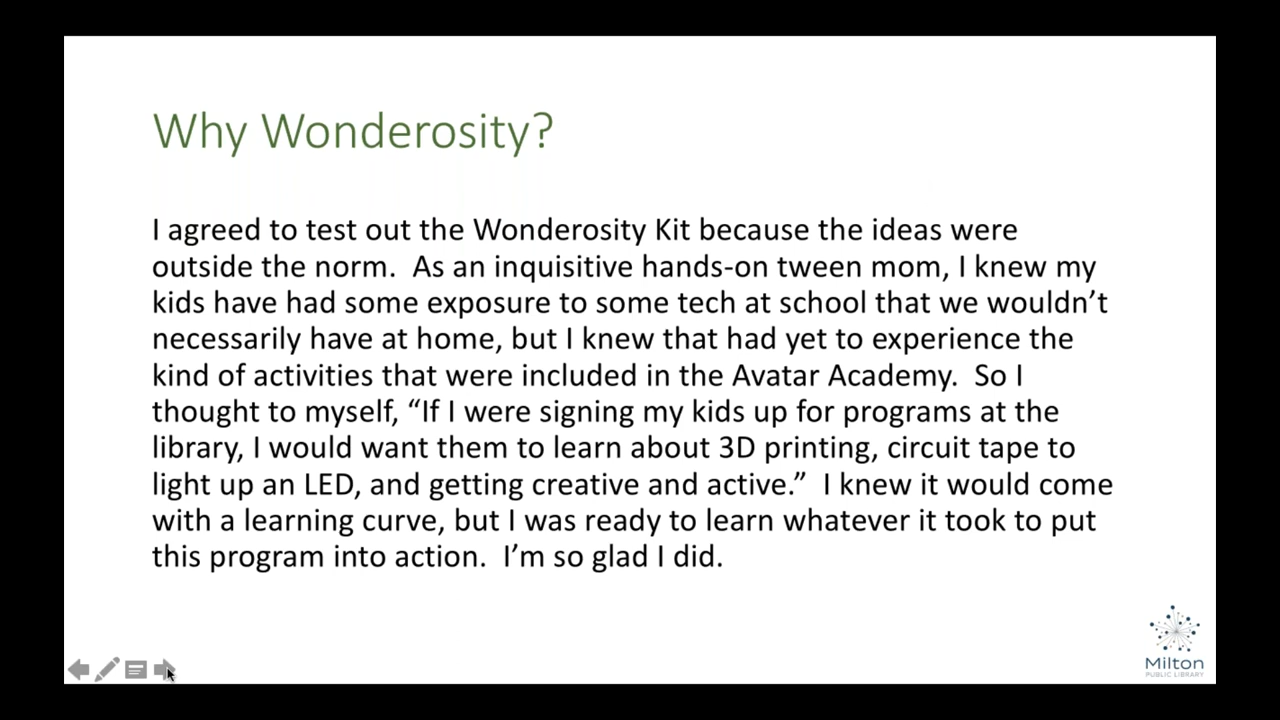 Why Wonderosity?
I agreed to test out the Wonderosity Kit because the ideas were
outside the norm.  As an inquisitive hands-on tween mom, I knew my
kids have had some exposure to some tech at school that we wouldn’t
necessarily have at home, but I knew that had yet to experience the
kind of activities that were included in the Avatar Academy.  So I
thought to myself, “If I were signing my kids up for programs at the
library, I would want them to learn about 3D printing, circuit tape to
light up an LED, and getting creative and active.”  I knew it would come
with a learning curve, but I was ready to learn whatever it took to put
this program into action.  I’m so glad I did.
Milton
PUBLIC LIBRARY